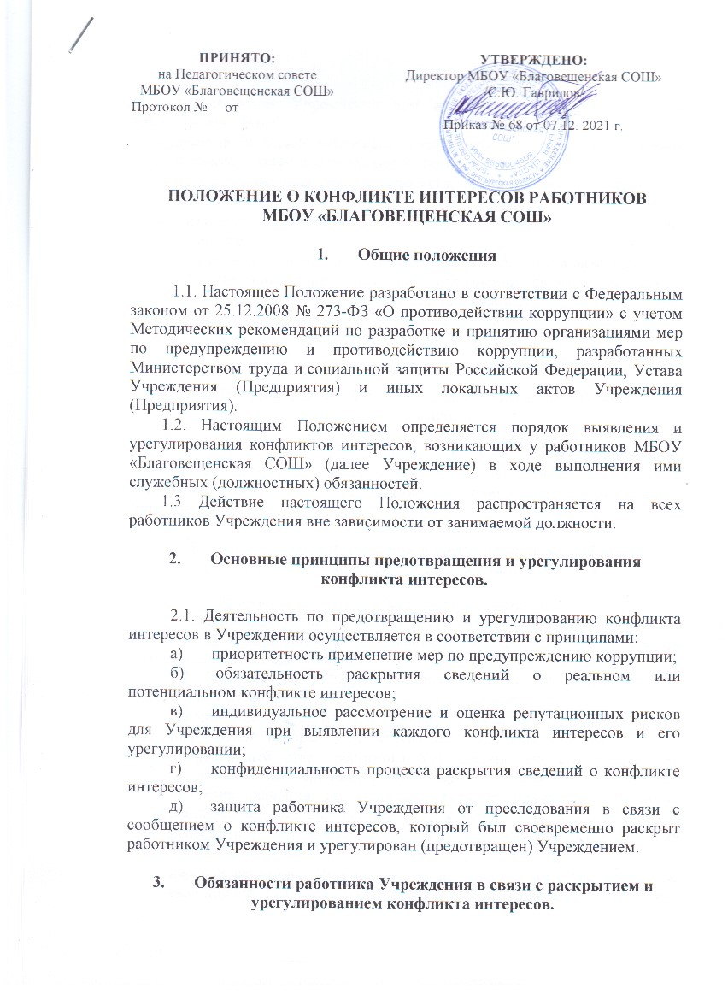 ПРИНЯТО:
на Педагогическом совете
МБОУ «Благовещенская СОШ»
Протокол № от
УТВЕРЖДЕНО:
Директор МБОУ «Благовещенская СОШ»
/С.Ю. Гаврилов
Приказ № 68 от 07.12. 2021 г.
СОШ"
ОРЕНБУРГСКАЯ ОБЛАСТЬ
ПОЛОЖЕНИЕ О КОНФЛИКТЕ ИНТЕРЕСОВ РАБОТНИКОВ
МБОУ «БЛАГОВЕЩЕНСКАЯ СОШ»
1. Общие положения
1.1. Настоящее Положение разработано в соответствии с Федеральным
законом от 25.12.2008 № 273-ФЗ «О противодействии коррупции» с учетом
Методических рекомендаций по разработке и принятию организациями мер
по предупреждению и противодействию коррупции, разработанных
Министерством труда и социальной защиты Российской Федерации, Устава
Учреждения (Предприятия) и иных локальных актов Учреждения
(Предприятия).
1.2. Настоящим Положением определяется порядок выявления и
урегулирования конфликтов интересов, возникающих у работников МБОУ
«Благовещенская СОШ» (далее Учреждение) в ходе выполнения ими
служебных (должностных) обязанностей.
1.3 Действие настоящего Положения распространяется на всех
работников Учреждения вне зависимости от занимаемой должности.
2. Основные принципы предотвращения и урегулирования
конфликта интересов.
2.1. Деятельность по предотвращению и урегулированию конфликта
интересов в Учреждении осуществляется в соответствии с принципами:
а) приоритетность применение мер по предупреждению коррупции;
б) обязательность раскрытия сведений о реальном или
потенциальном конфликте интересов;
в) индивидуальное рассмотрение и оценка репутационных рисков
для Учреждения при выявлении каждого конфликта интересов и его
урегулировании;
г) конфиденциальность процесса раскрытия сведений о конфликте
интересов;
д) защита работника Учреждения от преследования в связи с
сообщением о конфликте интересов, который был своевременно раскрыт
работником Учреждения и урегулирован (предотвращен) Учреждением.
3. Обязанности работника Учреждения в связи с раскрытием и
урегулированием конфликта интересов.